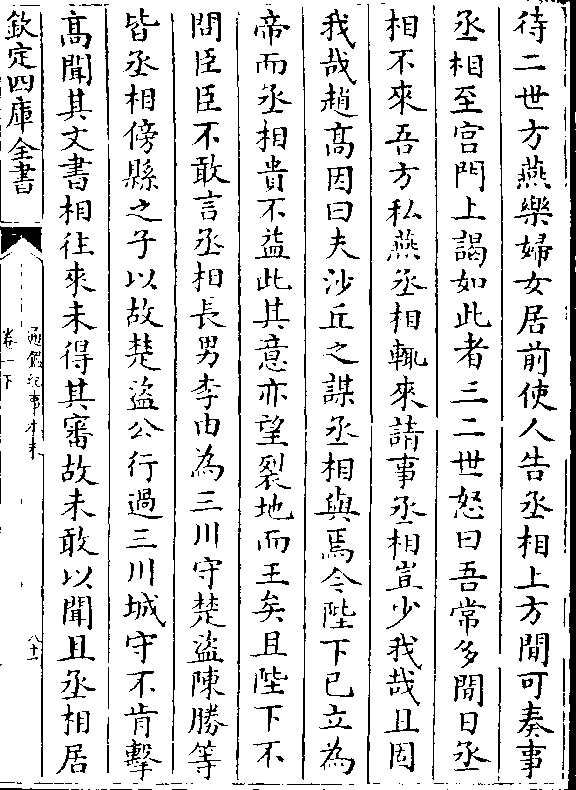 待二世方燕樂婦女居前使人告丞相上方間可奏事
丞相至宮門上謁如此者三二世怒曰吾常多閒日丞
相不來吾方私燕丞相輒來請事丞相豈少我哉且固
我哉趙髙因曰夫沙丘之謀丞相與焉今陛下已立為
帝而丞相貴不益此其意亦望裂地而王矣且陛下不
問臣臣不敢言丞相長男李由為三川守楚盜陳勝等
皆丞相傍縣之子以故楚盜公行過三川城守不肯擊
髙聞其文書相往來未得其審故未敢以聞且丞相居
欽定四庫全書
通鑑紀事本末
卷一下